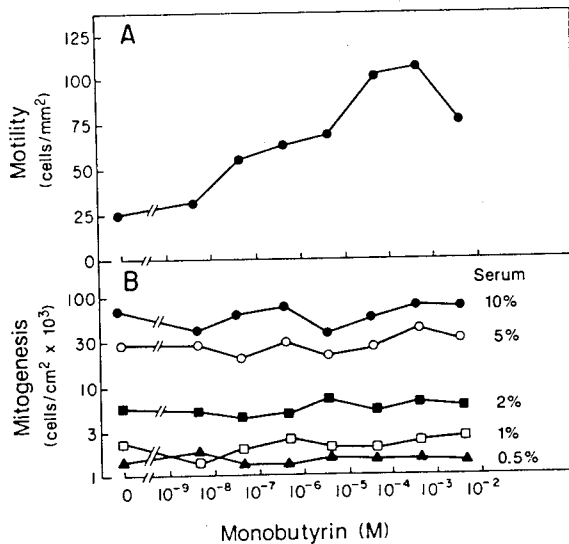 A
125
100
75
50
25
0
Motility
(cells/mm²)
B
Serum
100
30
10
3
1
Mitogenesis
(cells/cm² x 10³)
10%
5%
2%
1%
0.5%
0 10⁻⁹ 10⁻⁸ 10⁻⁷ 10⁻⁶ 10⁻⁵ 10⁻⁴ 10⁻³ 10⁻²
Monobutyrin (M)